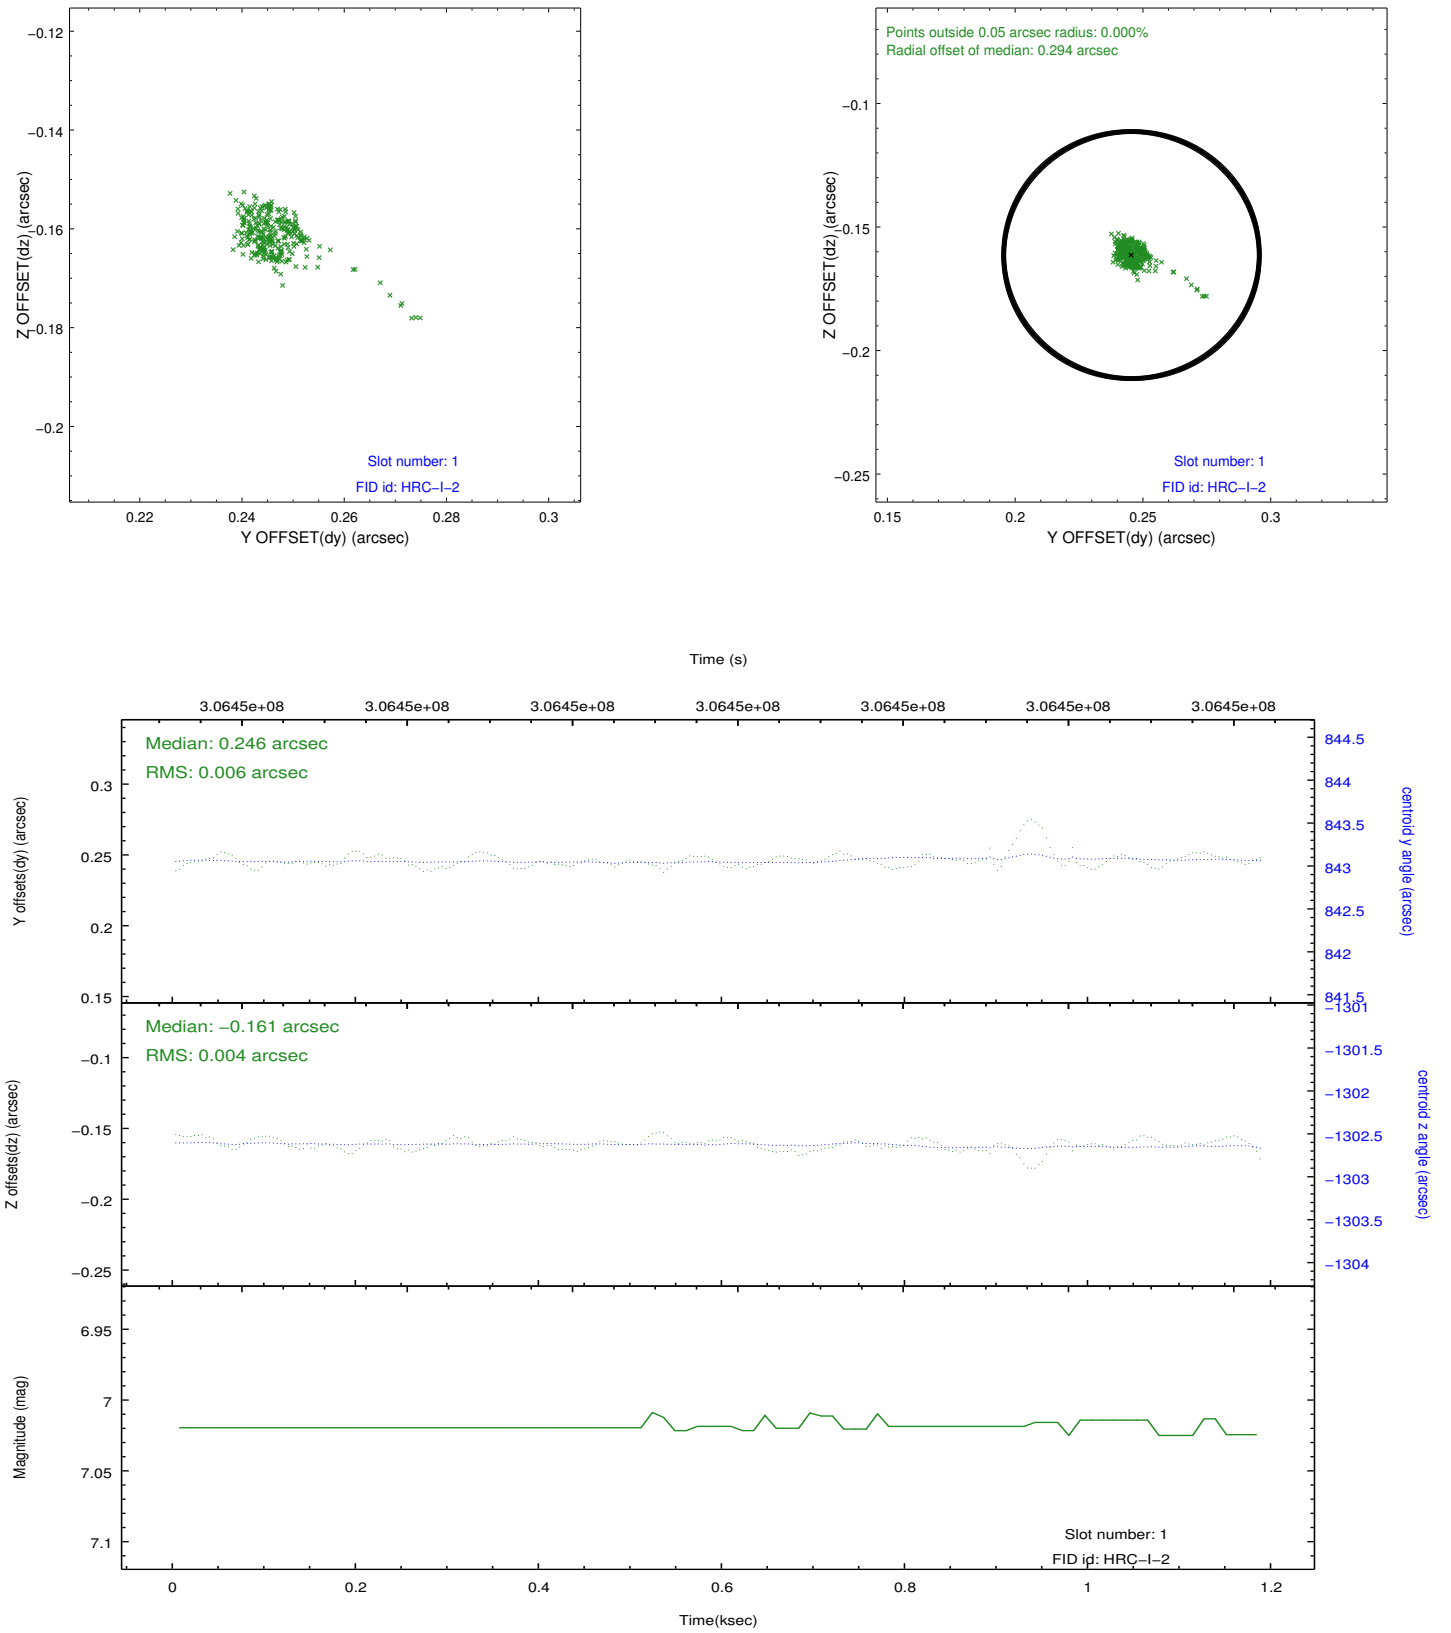 −0.12
−0.14
−0.16
−0.18
−0.2
Z OFFSET(dz) (arcsec)
Slot number: 1
FID id: HRC−I−2
0.22 0.24 0.26 0.28 0.3
Y OFFSET(dy) (arcsec)
Points outside 0.05 arcsec radius: 0.000%
Radial offset of median: 0.294 arcsec
−0.1
−0.15
−0.2
−0.25
Z OFFSET(dz) (arcsec)
Slot number: 1
FID id: HRC−I−2
0.15 0.2 0.25 0.3
Y OFFSET(dy) (arcsec)
Time (s)
3.0645e+08 3.0645e+08 3.0645e+08 3.0645e+08 3.0645e+08 3.0645e+08 3.0645e+08
Median: 0.246 arcsec
RMS: 0.006 arcsec
0.3
0.25
0.2
0.15
Y offsets(dy) (arcsec)
844.5
844
843.5
843
842.5
842
841.5
centroid y angle (arcsec)
Median: −0.161 arcsec
RMS: 0.004 arcsec
−0.1
−0.15
−0.2
−0.25
Z offsets(dz) (arcsec)
−1301
−1301.5
−1302
−1302.5
−1303
−1303.5
−1304
centroid z angle (arcsec)
6.95
7
7.05
7.1
Magnitude (mag)
Slot number: 1
FID id: HRC−I−2
0 0.2 0.4 0.6 0.8 1 1.2
Time(ksec)